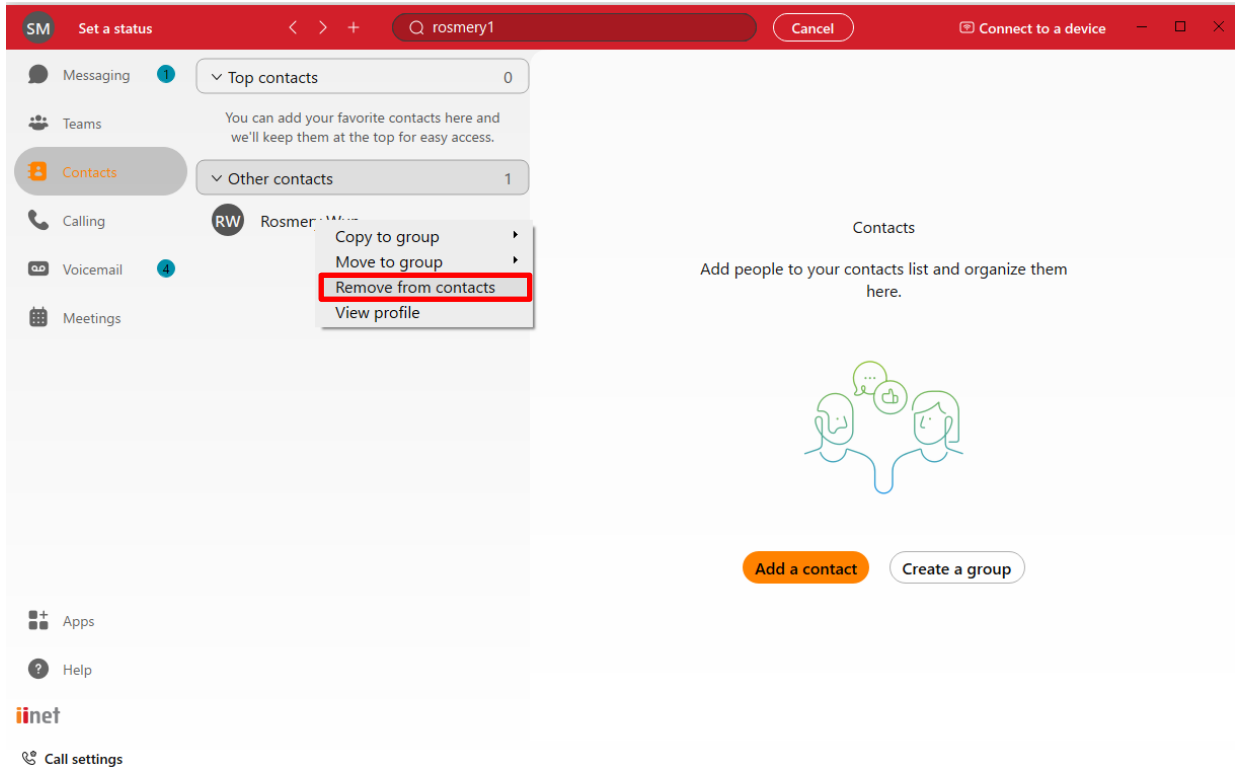 SM Set a status rosmery1 Cancel Connect to a device
Messaging 1
Teams
Contacts
Calling
Voicemail 4
Meetings
Top contacts 0
You can add your favorite contacts here and
we'll keep them at the top for easy access.
Other contacts 1
RW Rosmery
Copy to group
Move to group
Remove from contacts
View profile
Contacts
Add people to your contacts list and organize them
here.
Add a contact Create a group
Apps
Help
iinet
Call settings